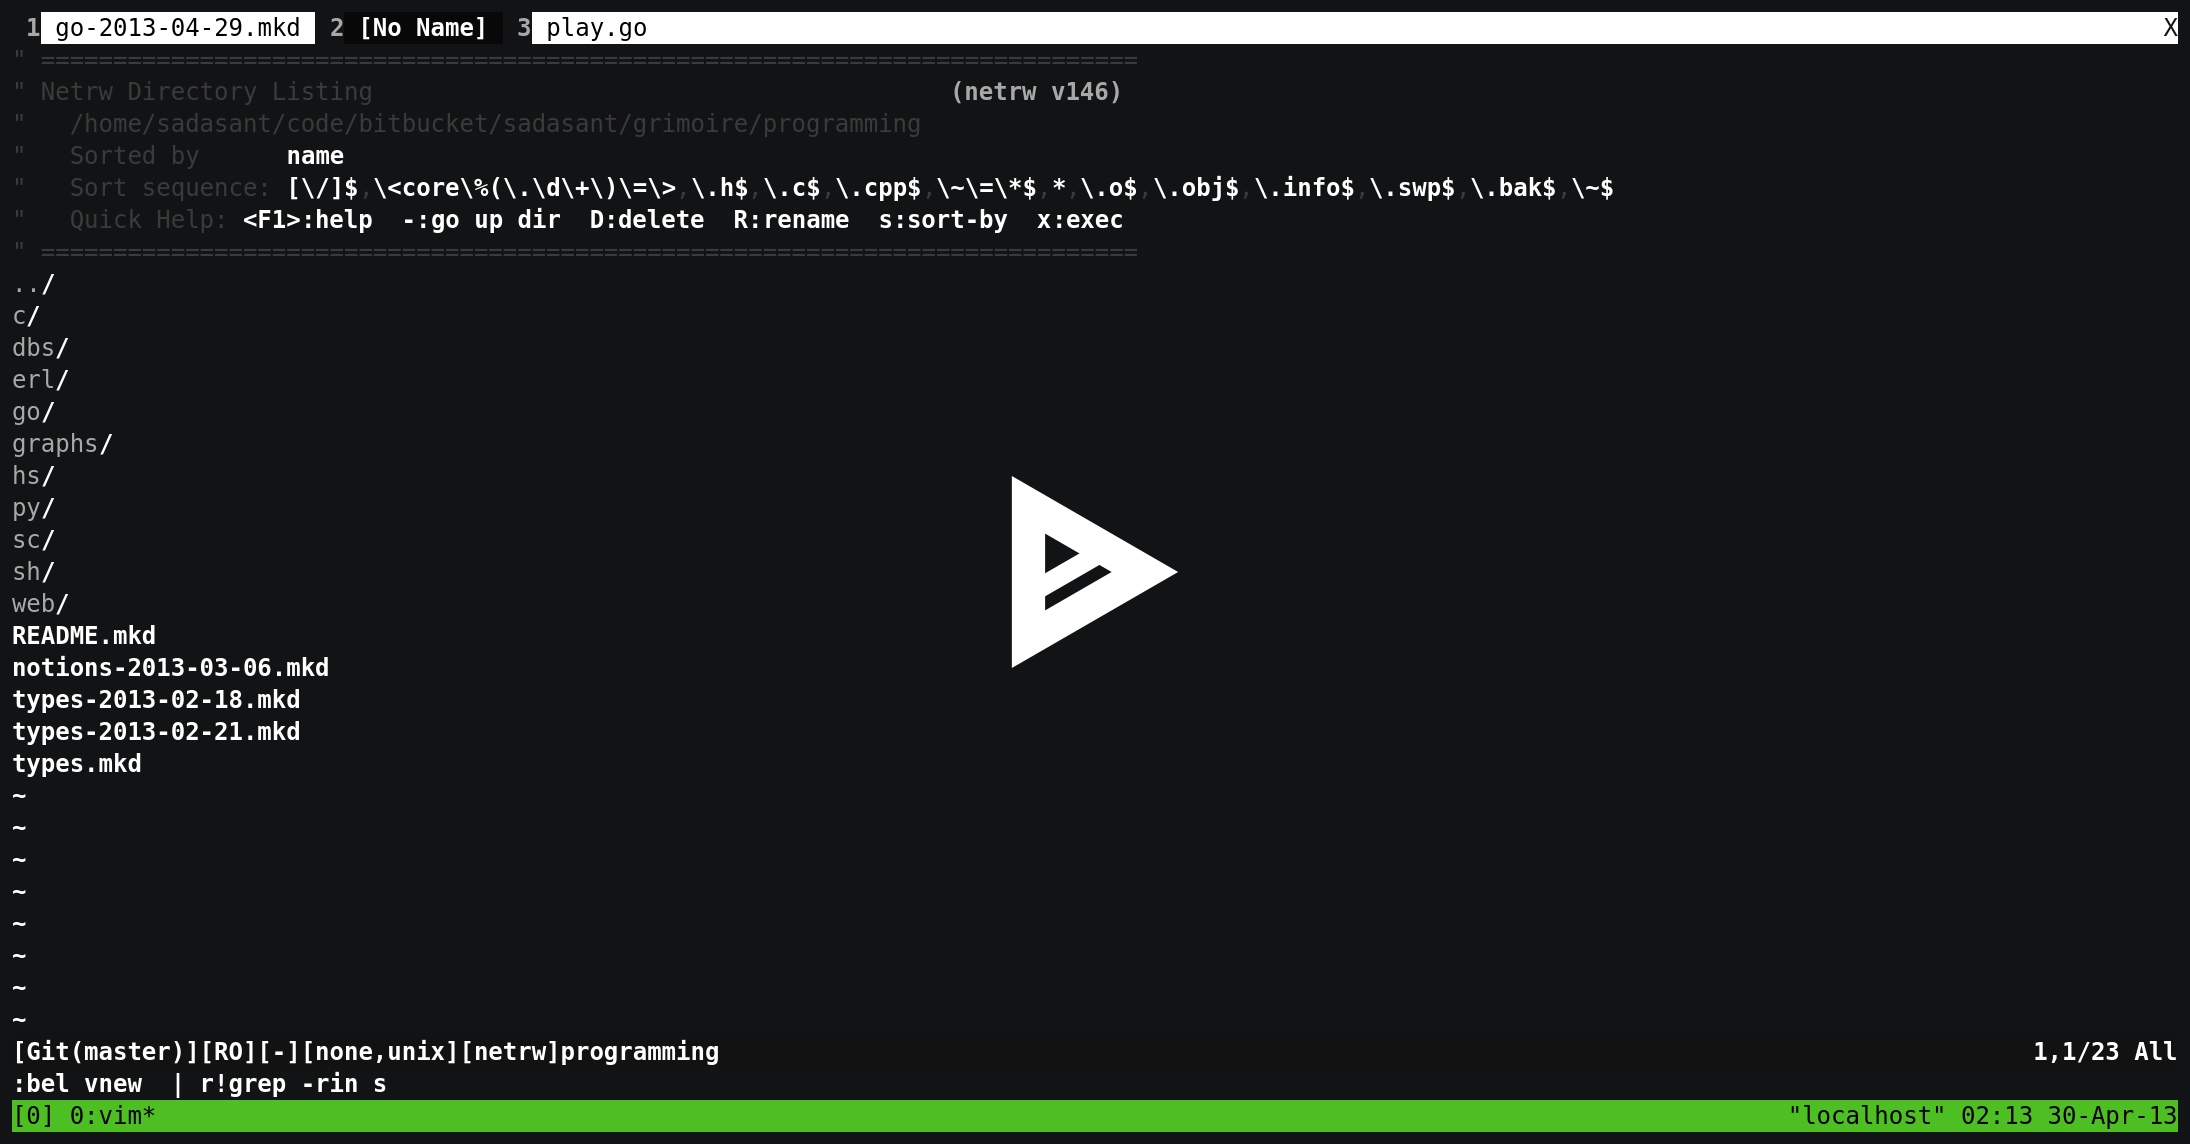 1 go-2013-04-29.mkd 2 [No Name] 3 play.go X
" ============================================================================
" Netrw Directory Listing                                        (netrw v146)
"   /home/sadasant/code/bitbucket/sadasant/grimoire/programming
"   Sorted by      name
"   Sort sequence: [\/]$,\<core\%(\.\d\+\)\=\>,\.h$,\.c$,\.cpp$,\~\=\*$,*,\.o$,\.obj$,\.info$,\.swp$,\.bak$,\~$
"   Quick Help: <F1>:help  -:go up dir  D:delete  R:rename  s:sort-by  x:exec
" ============================================================================
../
c/
dbs/
erl/
go/
graphs/
hs/
py/
sc/
sh/
web/
README.mkd
notions-2013-03-06.mkd
types-2013-02-18.mkd
types-2013-02-21.mkd
types.mkd
~
~
~
~
~
~
~
~
[Git(master)][RO][-][none,unix][netrw]programming 1,1/23 All
:bel vnew  | r!grep -rin s
[0] 0:vim* "localhost" 02:13 30-Apr-13